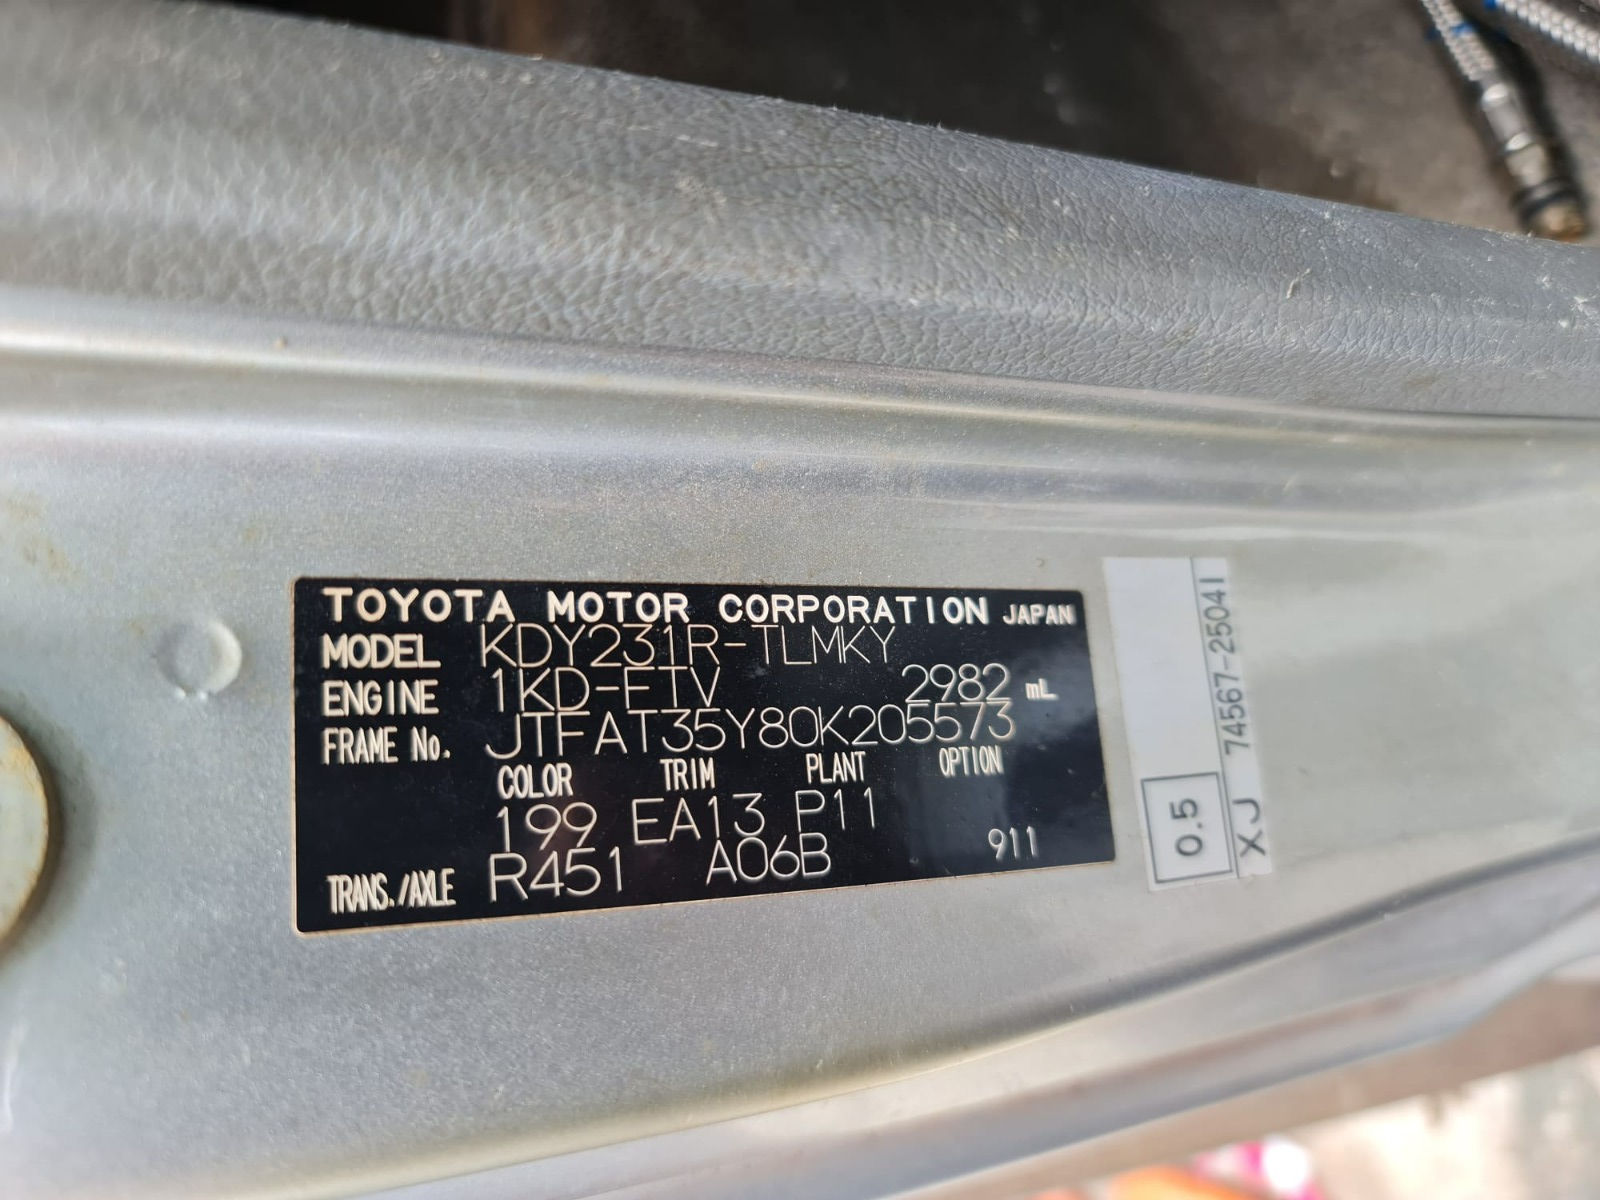 TOYOTA MOTOR CORPORATION JAPAN
MODEL KDY231R-TLMKY
ENGINE 1KD-FTV 2982 mL
FRAME No. JTFAT35Y80K205573
COLOR TRIM PLANT OPTION
199 EA13 P11
TRANS./AXLE R451 A06B 911
0.5
XJ 74567-25041